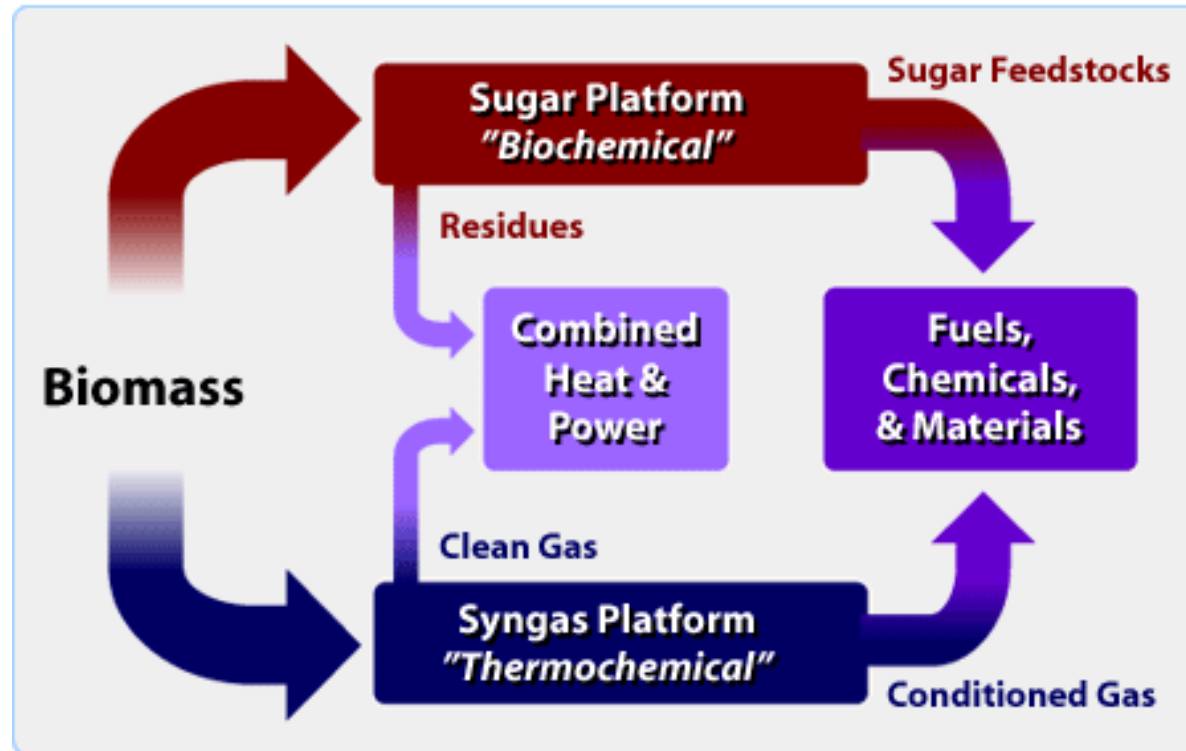 Sugar Feedstocks
Sugar Platform
"Biochemical"
Residues
Combined
Heat &
Power
Fuels,
Chemicals,
& Materials
Biomass
Clean Gas
Syngas Platform
"Thermochemical"
Conditioned Gas